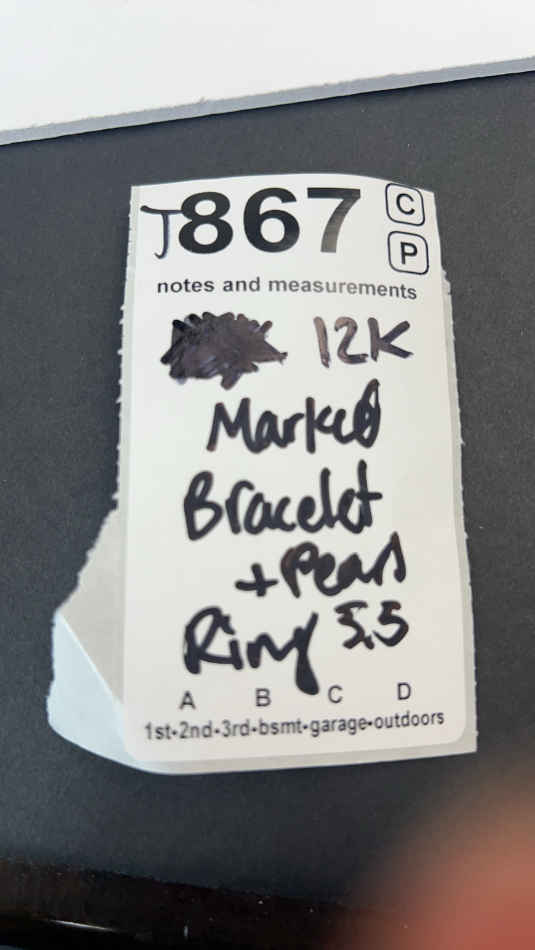 J867 C
P
notes and measurements
12K
Marked
Bracelet
+ Pearl
Ring 5.5
A B C D
1st-2nd-3rd-bsmt-garage-outdoors